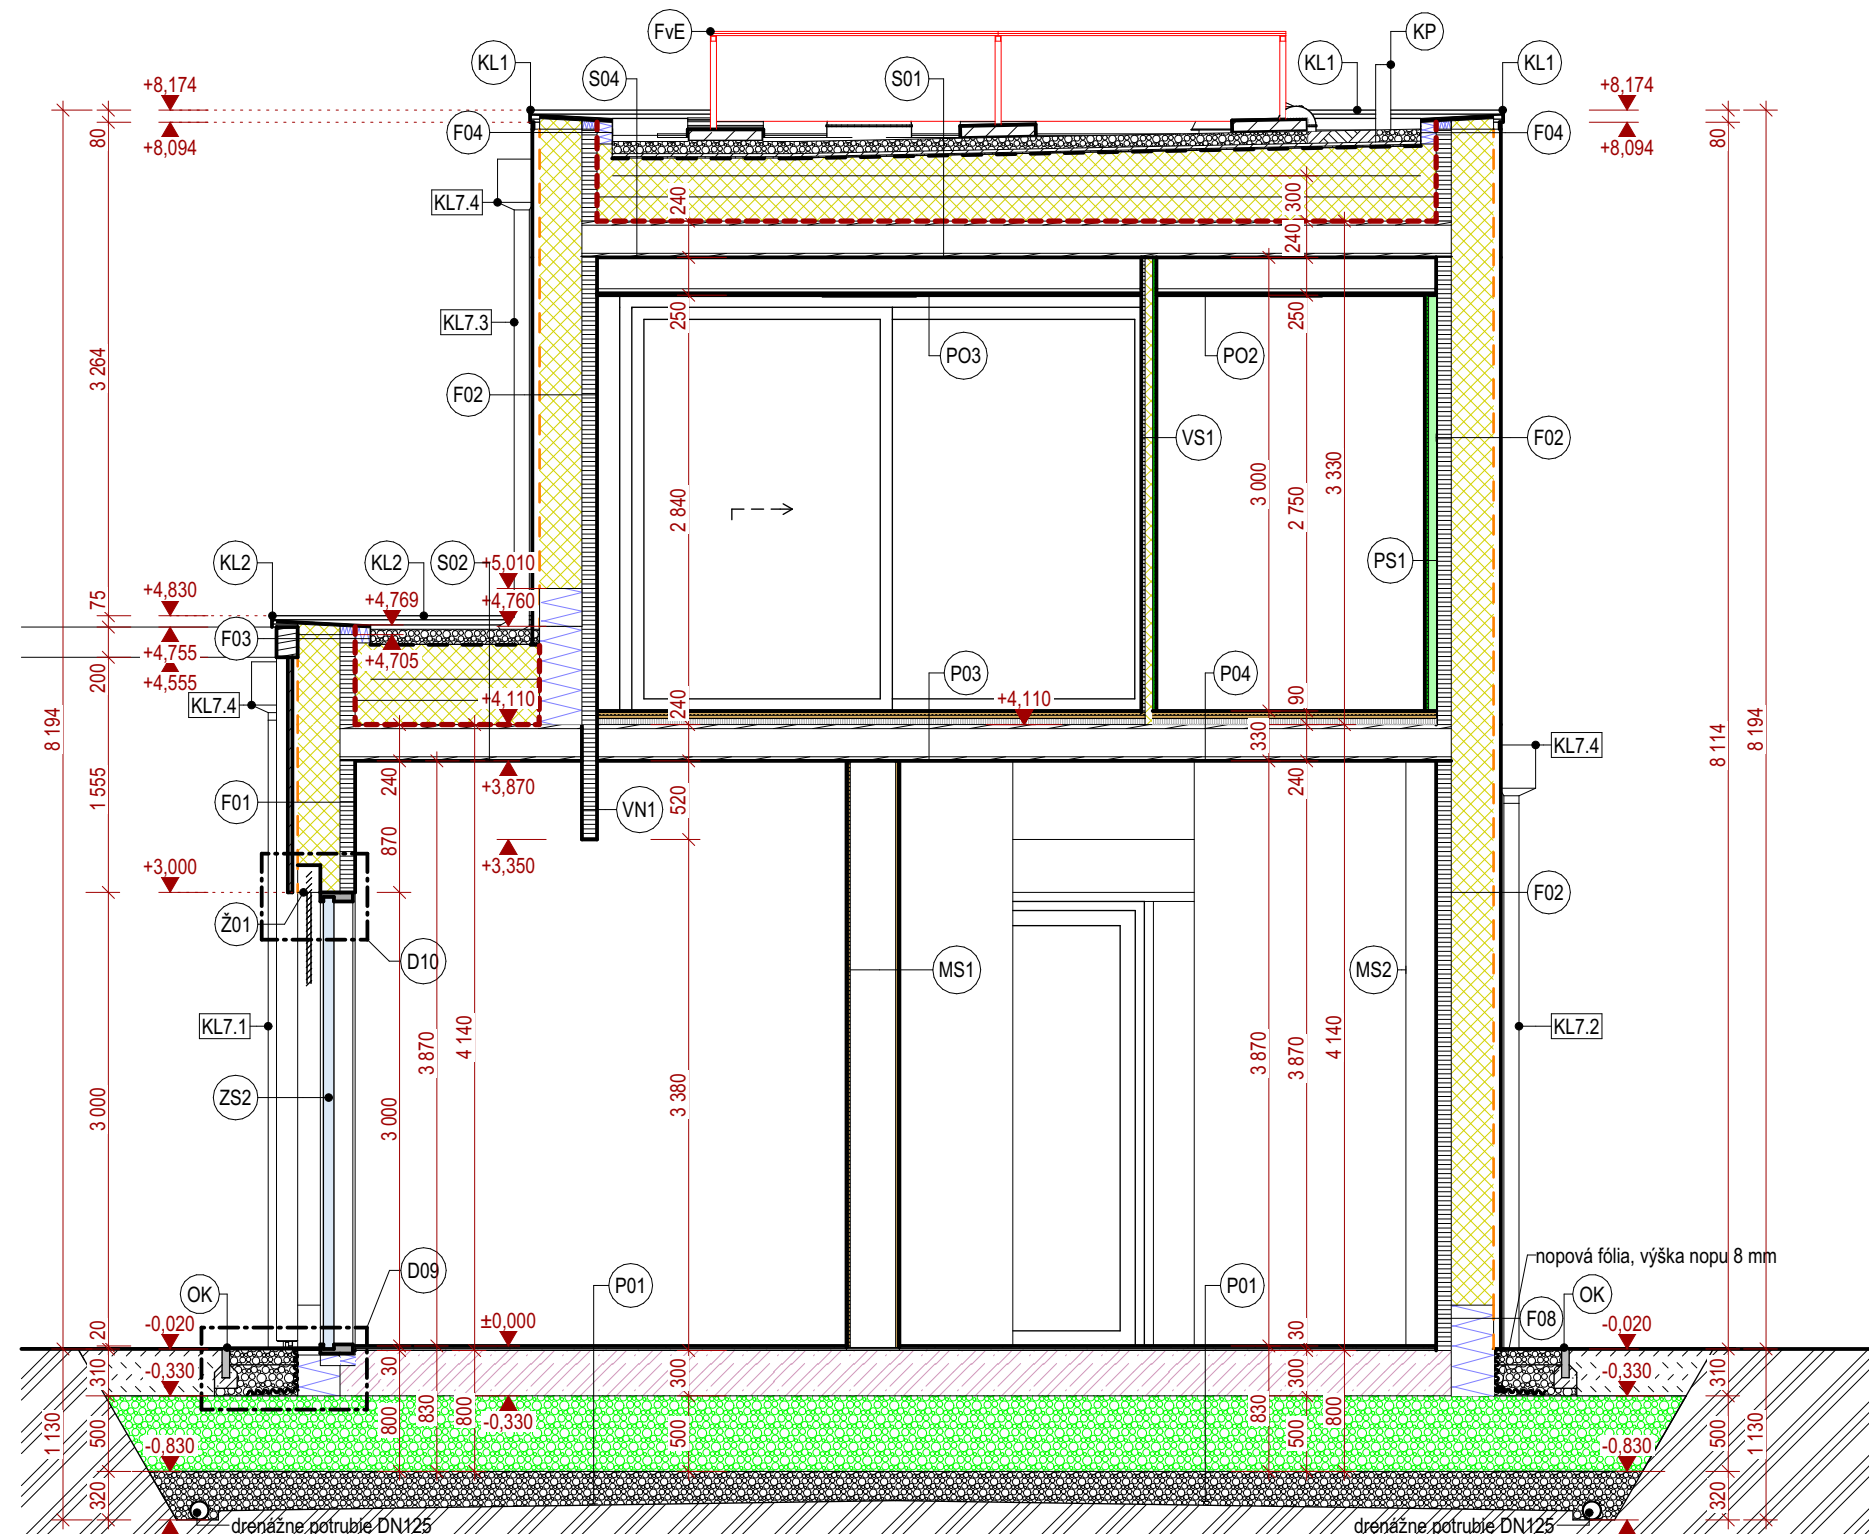 FvE
KP
KL1
S04
S01
KL1
KL1
+8,174
+8,174
80
F04
F04
80
+8,094
+8,094
KL7.4
240
300
240
KL7.3
250
250
3 264
PO3
PO2
F02
VS1
F02
3 000
2 750
3 330
2 840
PS1
KL2
KL2
S02
+5,010
+4,830
+4,769
+4,760
75
F03
+4,755
+4,705
+4,555
200
P03
P04
KL7.4
+4,110
+4,110
240
90
8 194
330
8 114
8 194
KL7.4
1 555
240
+3,870
240
F01
VN1
520
870
+3,350
+3,000
F02
Ž01
D10
MS1
MS2
KL7.1
KL7.2
3 870
4 140
3 870
3 870
4 140
ZS2
3 000
3 000
3 380
nopová fólia, výška nopu 8 mm
D09
P01
P01
OK
OK
F08
-0,020
±0,000
-0,020
20
30
310
30
300
300
310
-0,330
-0,330
-0,330
830
800
800
830
800
1 130
500
500
500
500
1 130
-0,830
-0,830
320
320
drenážne potrubie DN125
drenážne potrubie DN125